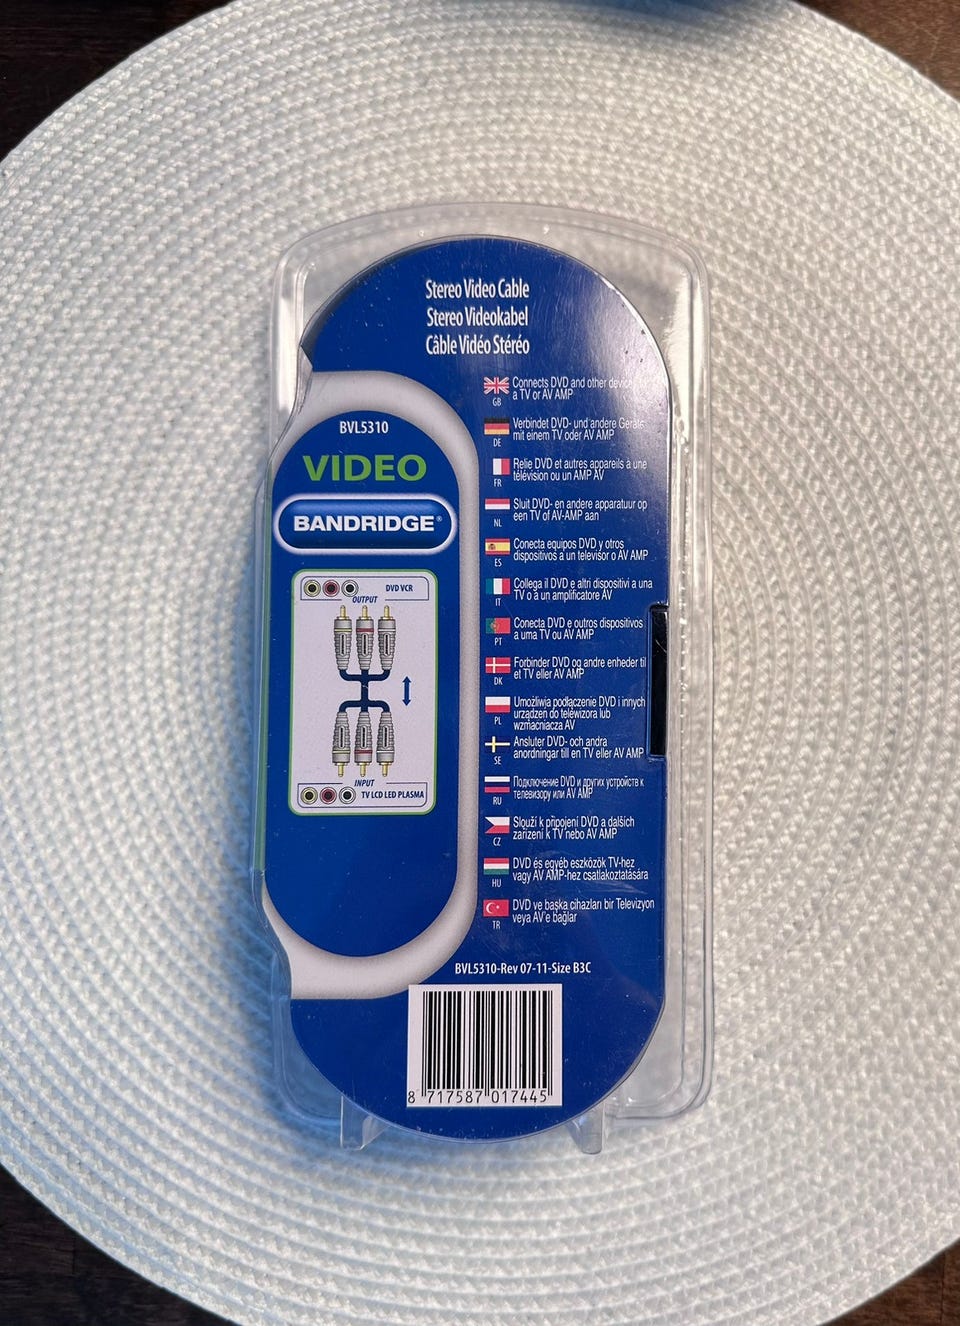 Stereo Video Cable
Stereo Videokabel
Câble Vidéo Stéréo
BVL5310
VIDEO
BANDRIDGE®
DVD VCR
OUTPUT
INPUT
TV LCD LED PLASMA
Connects DVD and other devices to
a TV or AV AMP
GB
Verbindet DVD- und andere Geräte
mit einem TV oder AV AMP
DE
Relie DVD et autres appareils à une
télévision ou un AMP AV
FR
Sluit DVD- en andere apparatuur op
een TV of AV-AMP aan
NL
Conecta equipos DVD y otros
dispositivos a un televisor o AV AMP
ES
Collega il DVD e altri dispositivi a una
TV o a un amplificatore AV
IT
Conecta DVD e outros dispositivos
a uma TV ou AV AMP
PT
Forbinder DVD og andre enheder til
et TV eller AV AMP
DK
Umożliwia podłączenie DVD i innych
urządzen do telewizora lub
wzmacniacza AV
PL
Ansluter DVD- och andra
anordningar till en TV eller AV AMP
SE
Подключение DVD и других устройств к
телевизору или AV AMP
RU
Slouží k připojení DVD a dalších
zařízení k TV nebo AV AMP
CZ
DVD és egyéb eszközök TV-hez
vagy AV AMP-hez csatlakoztatására
HU
DVD ve başka cihazları bir Televizyon
veya AV'e bağlar
TR
BVL5310-Rev 07-11-Size B3C
8 717587 017445